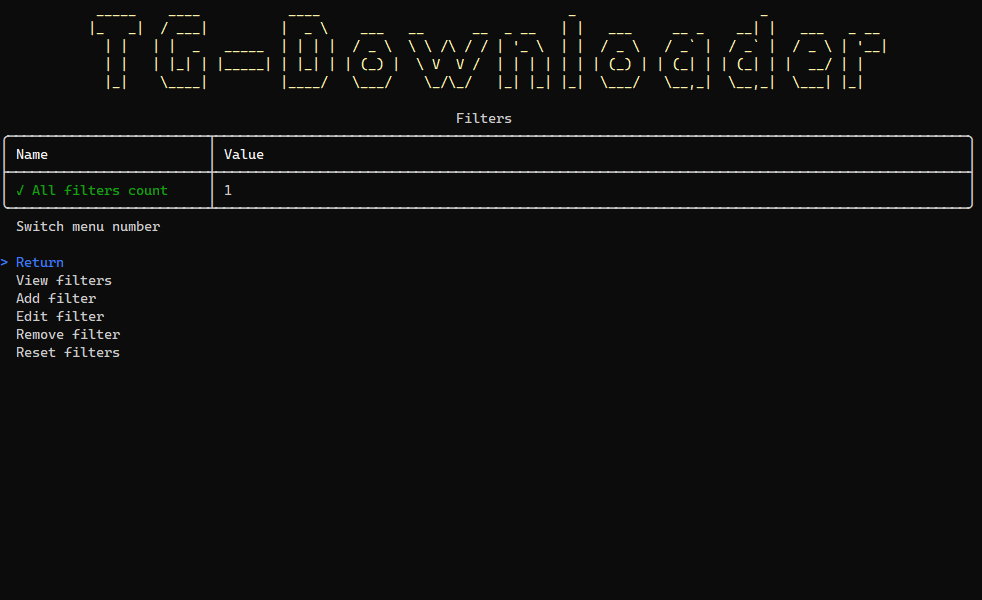 TG-Downloader
Filters
Name Value
✓ All filters count 1
Switch menu number
> Return
View filters
Add filter
Edit filter
Remove filter
Reset filters